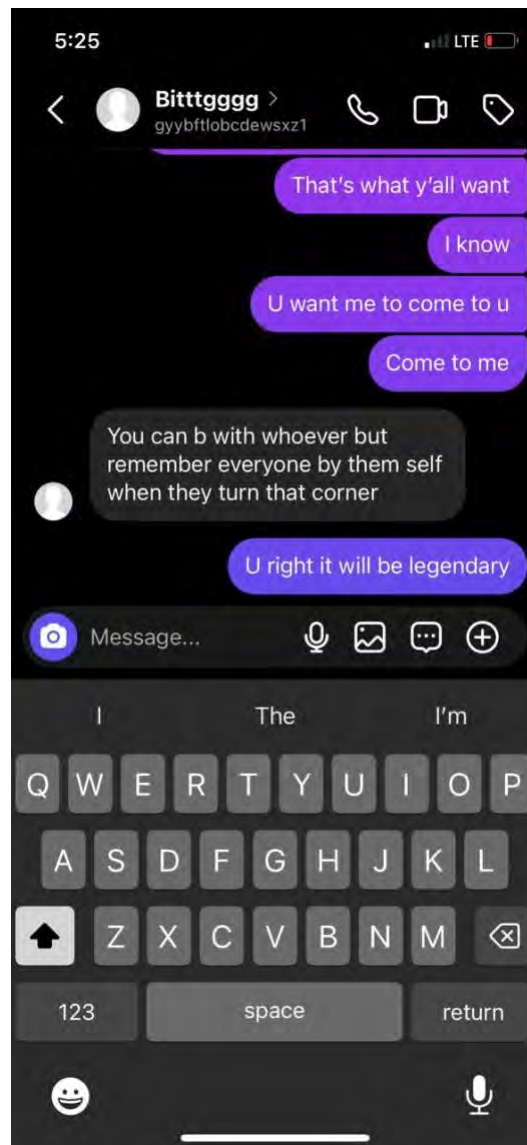 5:25 LTE
Bitttgggg >
gyybftlobcdewsxz1
That's what y'all want
I know
U want me to come to u
Come to me
You can b with whoever but
remember everyone by them self
when they turn that corner
U right it will be legendary
Message...
I The I'm
Q W E R T Y U I O P
A S D F G H J K L
Z X C V B N M
123 space return